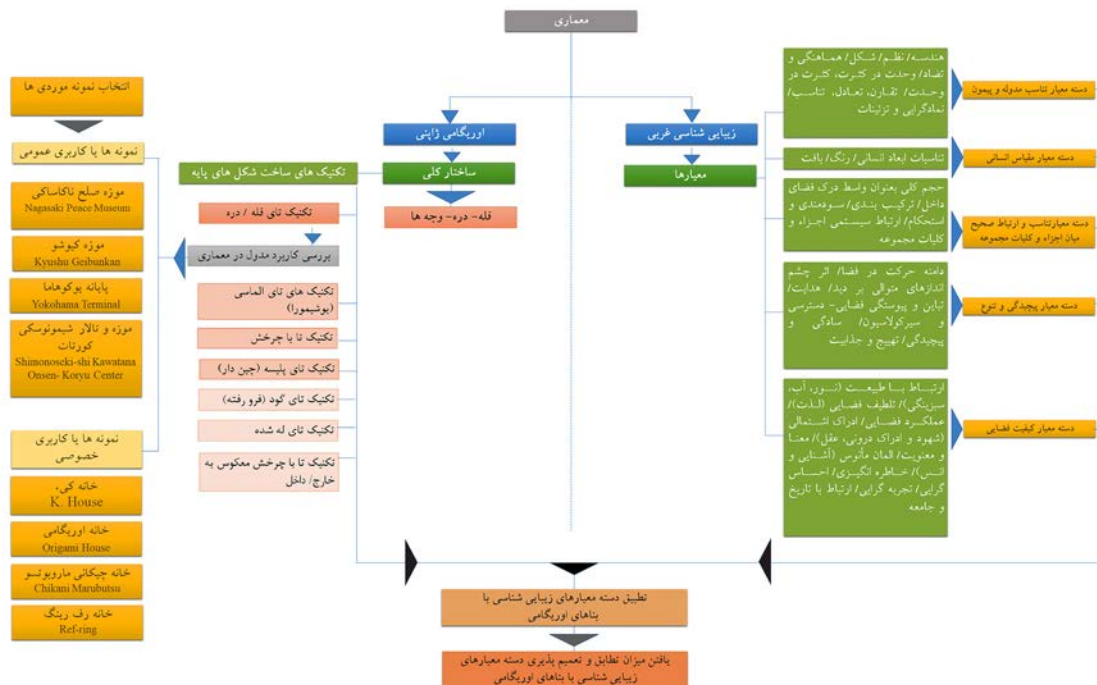 معماری
زیبایی شناسی غربی
معیارها
اوریگامی ژاپنی
ساختار کلی
قله- دره- وجه ها
هندسه/ نظم/ شکل/ هماهنگی و
تضاد/ وحدت در کثرت، کثرت در
وحدت/ تقارن، تعادل، تناسب/
نمادگرایی و تزئینات
دسته معیار تناسب مدوله و پیمون
تناسبات ابعاد انسانی/ رنگ/ بافت
دسته معیار مقیاس انسانی
حجم کلی بعنوان واسط درک فضای
داخل/ ترکیب بندی/ سودمندی و
استحکام/ ارتباط سیستمی اجزاء و
کلیات مجموعه
دسته معیارتناسب و ارتباط صحیح
میان اجزاء و کلیات مجموعه
دامنه حرکت در فضا/ اثر چشم
اندازهای متوالی بر دید/ هدایت/
تباین و پیوستگی فضایی- دسترسی
و سیرکولاسیون/ سادگی و
پیچیدگی/ تهییج و جذابیت
دسته معیار پیچیدگی و تنوع
ارتباط با طبیعت (نور، آب،
سبزینگی)/ تلطیف فضایی (لذت)/
عملکرد فضایی/ ادراک اشتمالی
(شهود و ادراک درونی، عقل)/ معنا
و معنویت/ المان مأنوس (آشنایی و
انس)/ خاطره انگیزی/ احساس
گرایی/ تجربه گرایی/ ارتباط با تاریخ
و جامعه
دسته معیار کیفیت فضایی
تکنیک های ساخت شکل های پایه
تکنیک تای قله / دره
بررسی کاربرد مدول در معماری
تکنیک های تای الماسی
(یوشیمورا)
تکنیک تا با چرخش
تکنیک تای پلیسه (چین دار)
تکنیک تای گود (فرو رفته)
تکنیک تای له شده
تکنیک تا با چرخش معکوس به
خارج/ داخل
انتخاب نمونه موردی ها
نمونه ها با کاربری عمومی
موزه صلح ناکاساکی
Nagasaki Peace Museum
موزه کیوشو
Kyushu Geibunkan
پایانه یوکوهاما
Yokohama Terminal
موزه و تالار شیمونوسکی
کورتات
Shimonoseki-shi Kawatana
Onsen- Koryu Center
نمونه ها با کاربری
خصوصی
خانه کی.
K. House
خانه اوریگامی
Origami House
خانه چیکانی ماروبوتسو
Chikani Marubutsu
خانه رف رینگ
Ref-ring
تطبیق دسته معیارهای زیبایی شناسی با
بناهای اوریگامی
یافتن میزان تطابق و تعمیم پذیری دسته معیارهای
زیبایی شناسی با بناهای اوریگامی